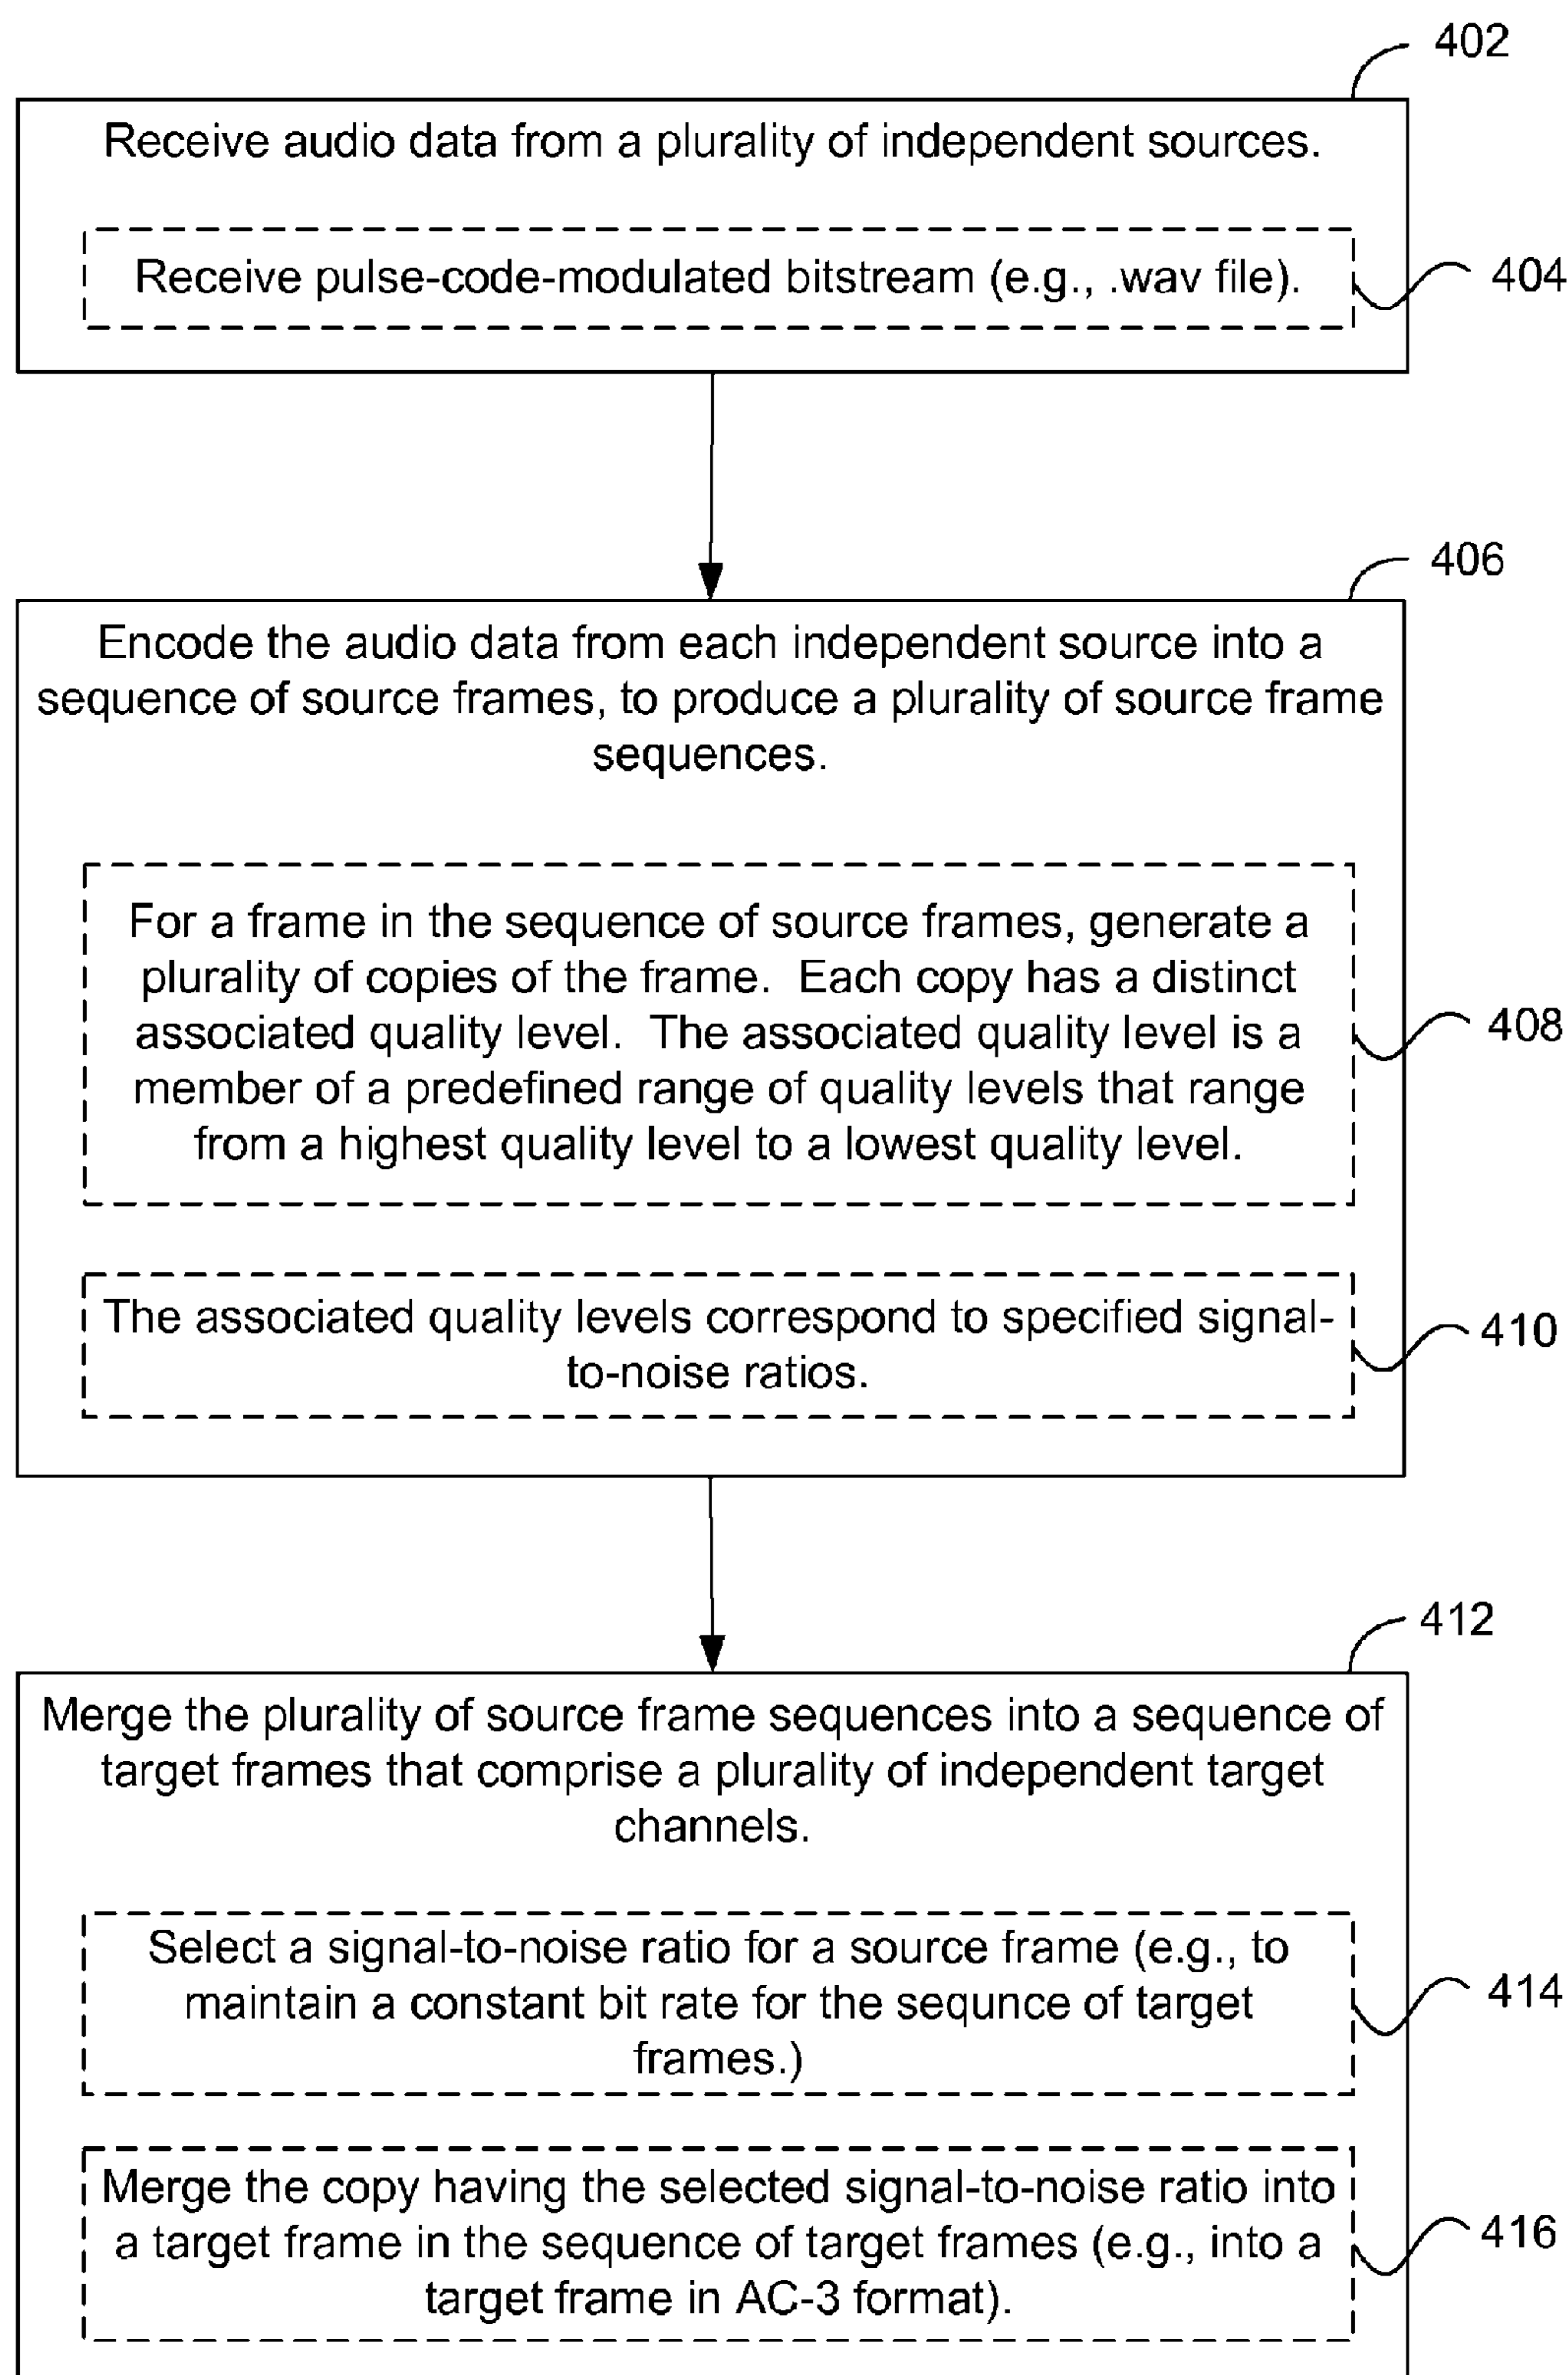 402
Receive audio data from a plurality of independent sources.
Receive pulse-code-modulated bitstream (e.g., .wav file).
404
406
Encode the audio data from each independent source into a
sequence of source frames, to produce a plurality of source frame
sequences.
For a frame in the sequence of source frames, generate a
plurality of copies of the frame.  Each copy has a distinct
associated quality level.  The associated quality level is a
member of a predefined range of quality levels that range
from a highest quality level to a lowest quality level.
408
The associated quality levels correspond to specified signal-
to-noise ratios.
410
412
Merge the plurality of source frame sequences into a sequence of
target frames that comprise a plurality of independent target
channels.
Select a signal-to-noise ratio for a source frame (e.g., to
maintain a constant bit rate for the sequnce of target
frames.)
414
Merge the copy having the selected signal-to-noise ratio into
a target frame in the sequence of target frames (e.g., into a
target frame in AC-3 format).
416